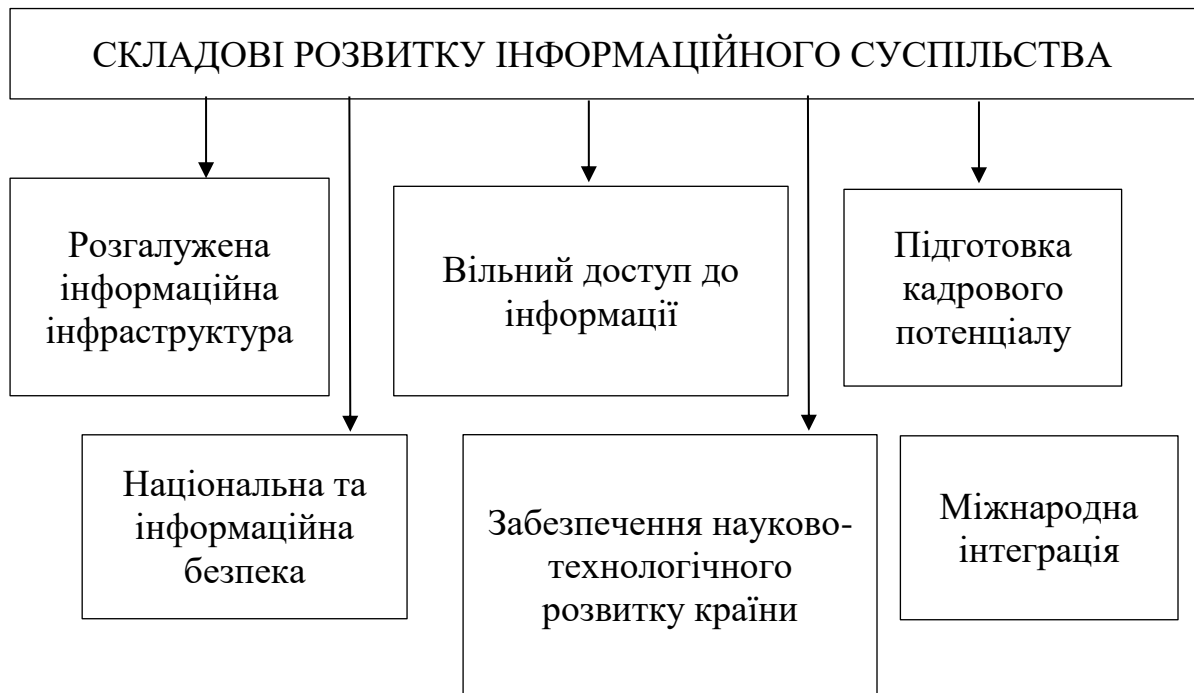 СКЛАДОВІ РОЗВИТКУ ІНФОРМАЦІЙНОГО СУСПІЛЬСТВА
Розгалужена
інформаційна
інфраструктура
Вільний доступ до
інформації
Підготовка
кадрового
потенціалу
Національна та
інформаційна
безпека
Забезпечення науково-
технологічного
розвитку країни
Міжнародна
інтеграція